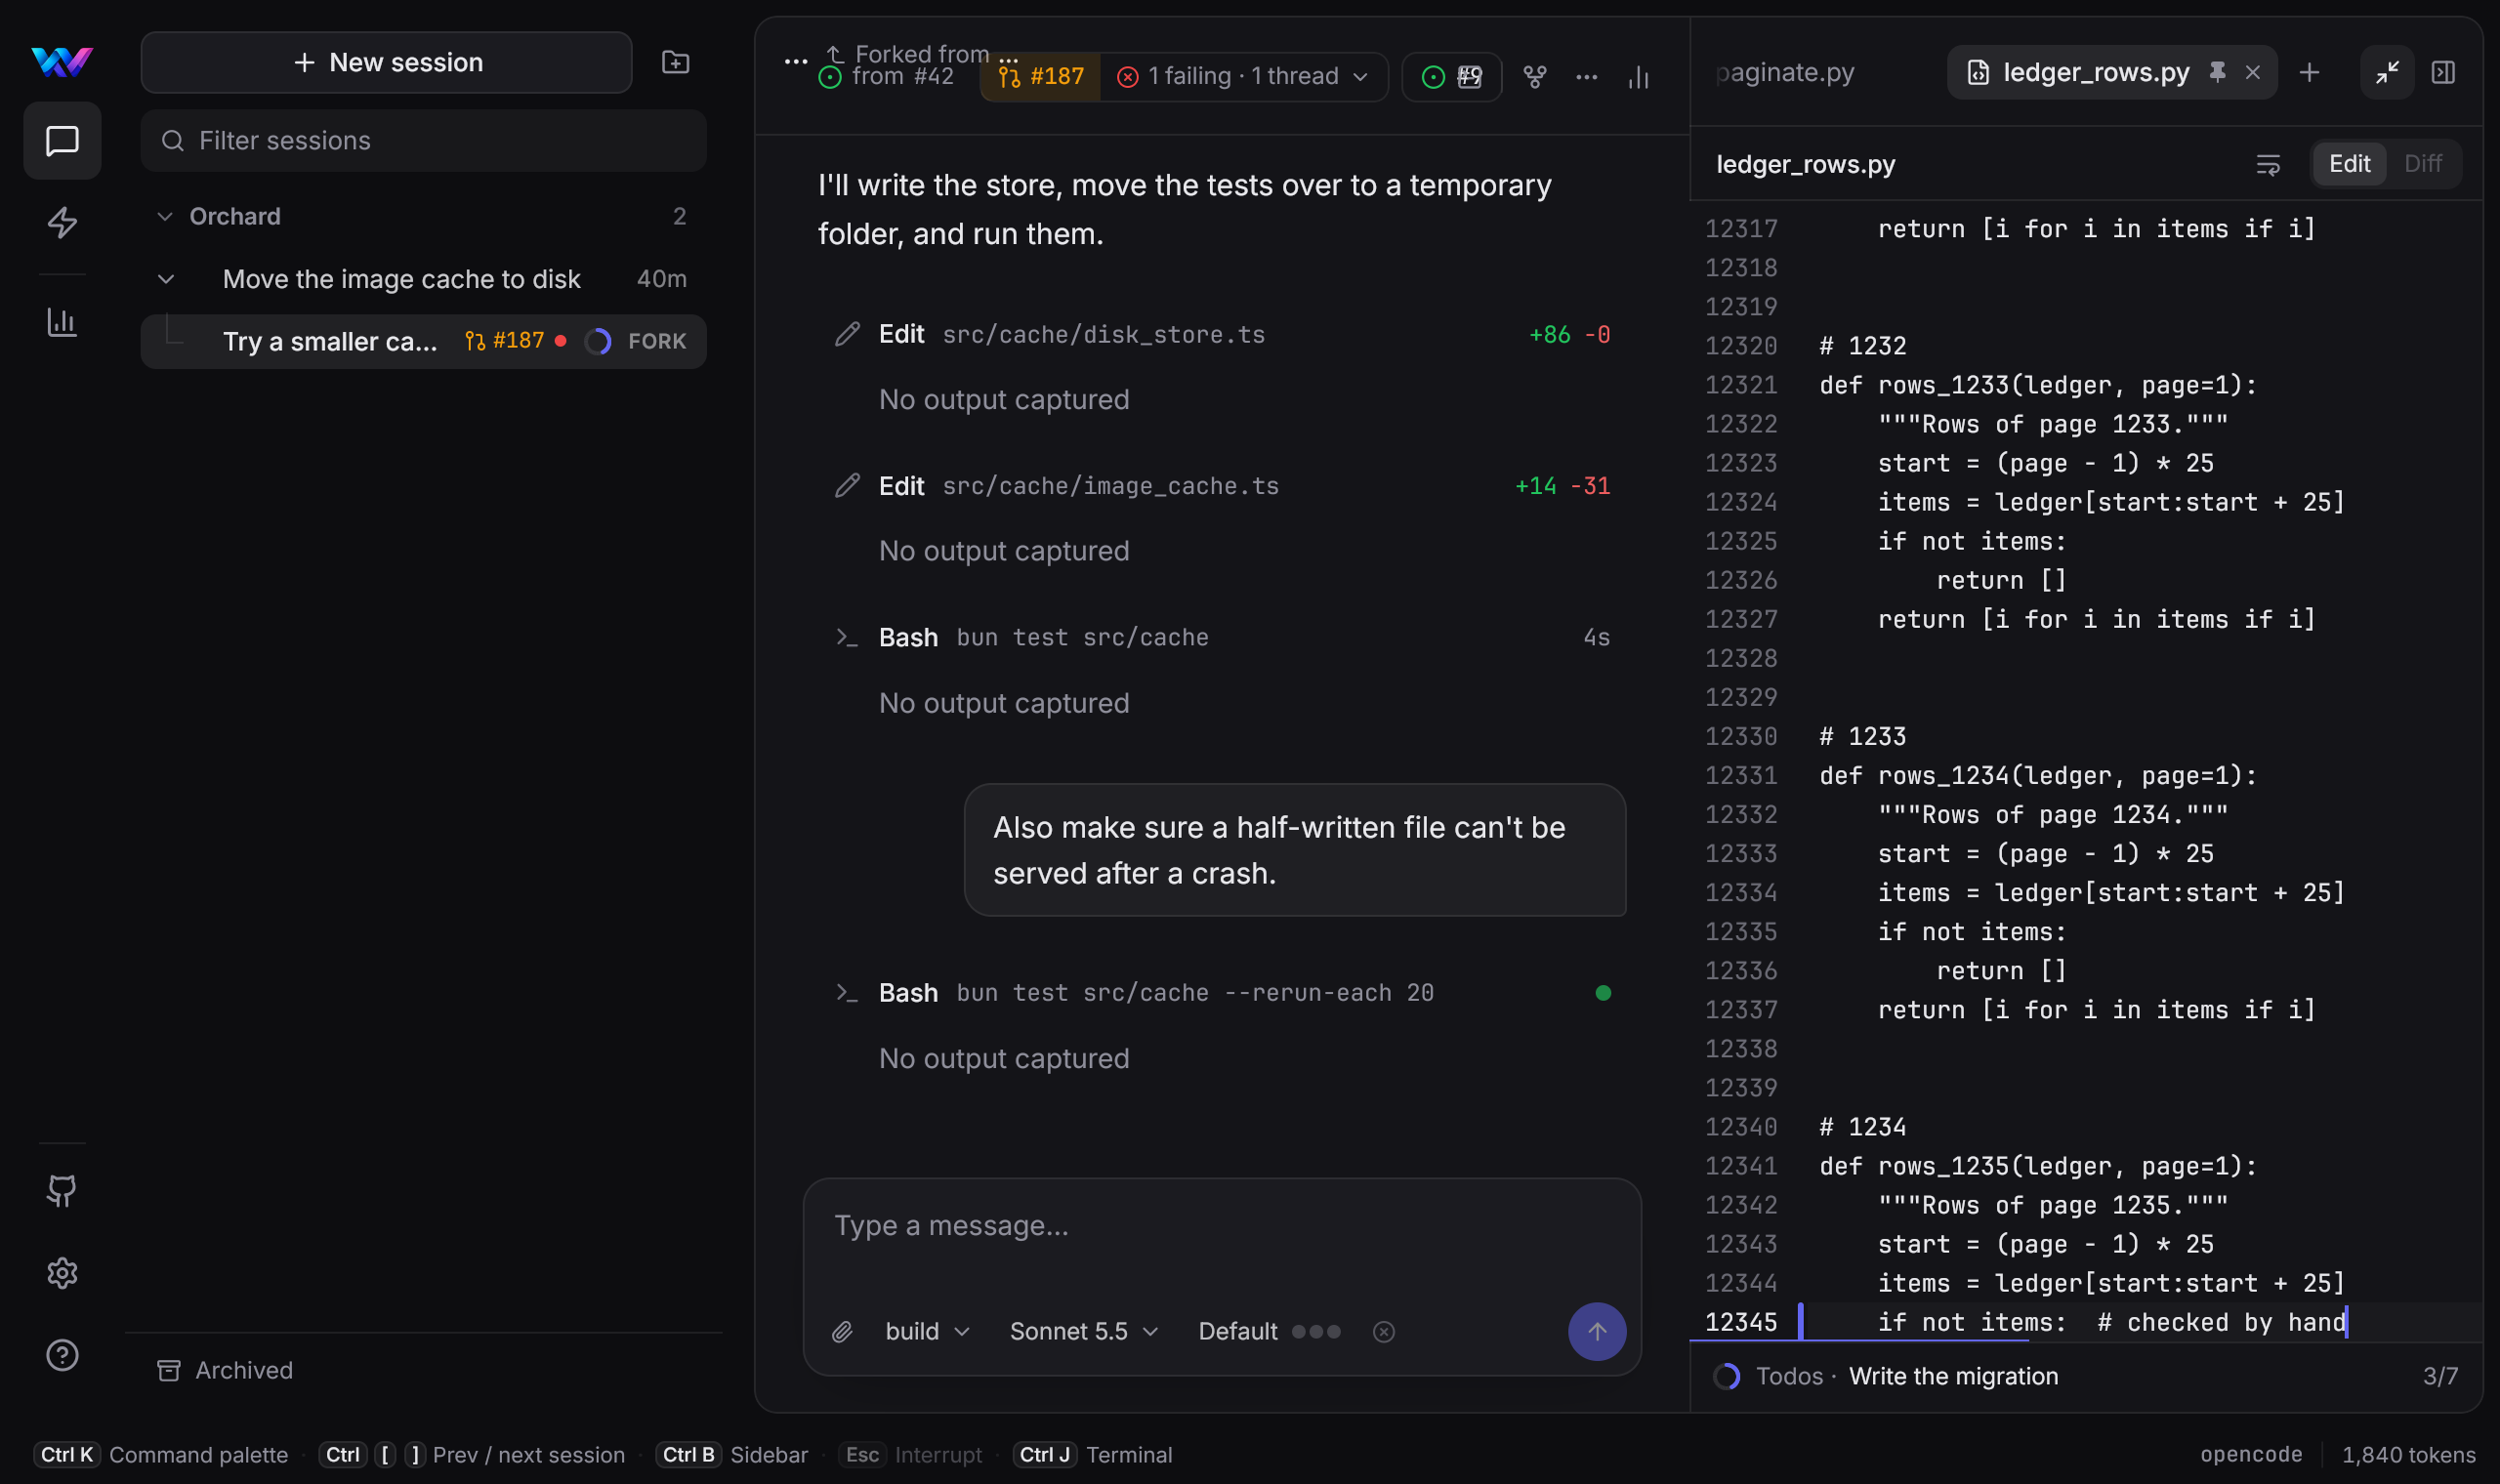 New session
Filter sessions
Orchard 2
Move the image cache to disk 40m
Try a smaller ca... #187 FORK
Archived
... Forked from ...
from #42 #187 1 failing · 1 thread #9
I'll write the store, move the tests over to a temporary
folder, and run them.
Edit src/cache/disk_store.ts +86 -0
No output captured
Edit src/cache/image_cache.ts +14 -31
No output captured
Bash bun test src/cache 4s
No output captured
Also make sure a half-written file can't be
served after a crash.
Bash bun test src/cache --rerun-each 20
No output captured
Type a message...
build Sonnet 5.5 Default
paginate.py ledger_rows.py
ledger_rows.py Edit Diff
12317     return [i for i in items if i]
12318
12319
12320 # 1232
12321 def rows_1233(ledger, page=1):
12322     """Rows of page 1233."""
12323     start = (page - 1) * 25
12324     items = ledger[start:start + 25]
12325     if not items:
12326         return []
12327     return [i for i in items if i]
12328
12329
12330 # 1233
12331 def rows_1234(ledger, page=1):
12332     """Rows of page 1234."""
12333     start = (page - 1) * 25
12334     items = ledger[start:start + 25]
12335     if not items:
12336         return []
12337     return [i for i in items if i]
12338
12339
12340 # 1234
12341 def rows_1235(ledger, page=1):
12342     """Rows of page 1235."""
12343     start = (page - 1) * 25
12344     items = ledger[start:start + 25]
12345     if not items:  # checked by hand
Todos · Write the migration 3/7
Ctrl K Command palette · Ctrl [ ] Prev / next session · Ctrl B Sidebar · Esc Interrupt · Ctrl J Terminal
opencode 1,840 tokens